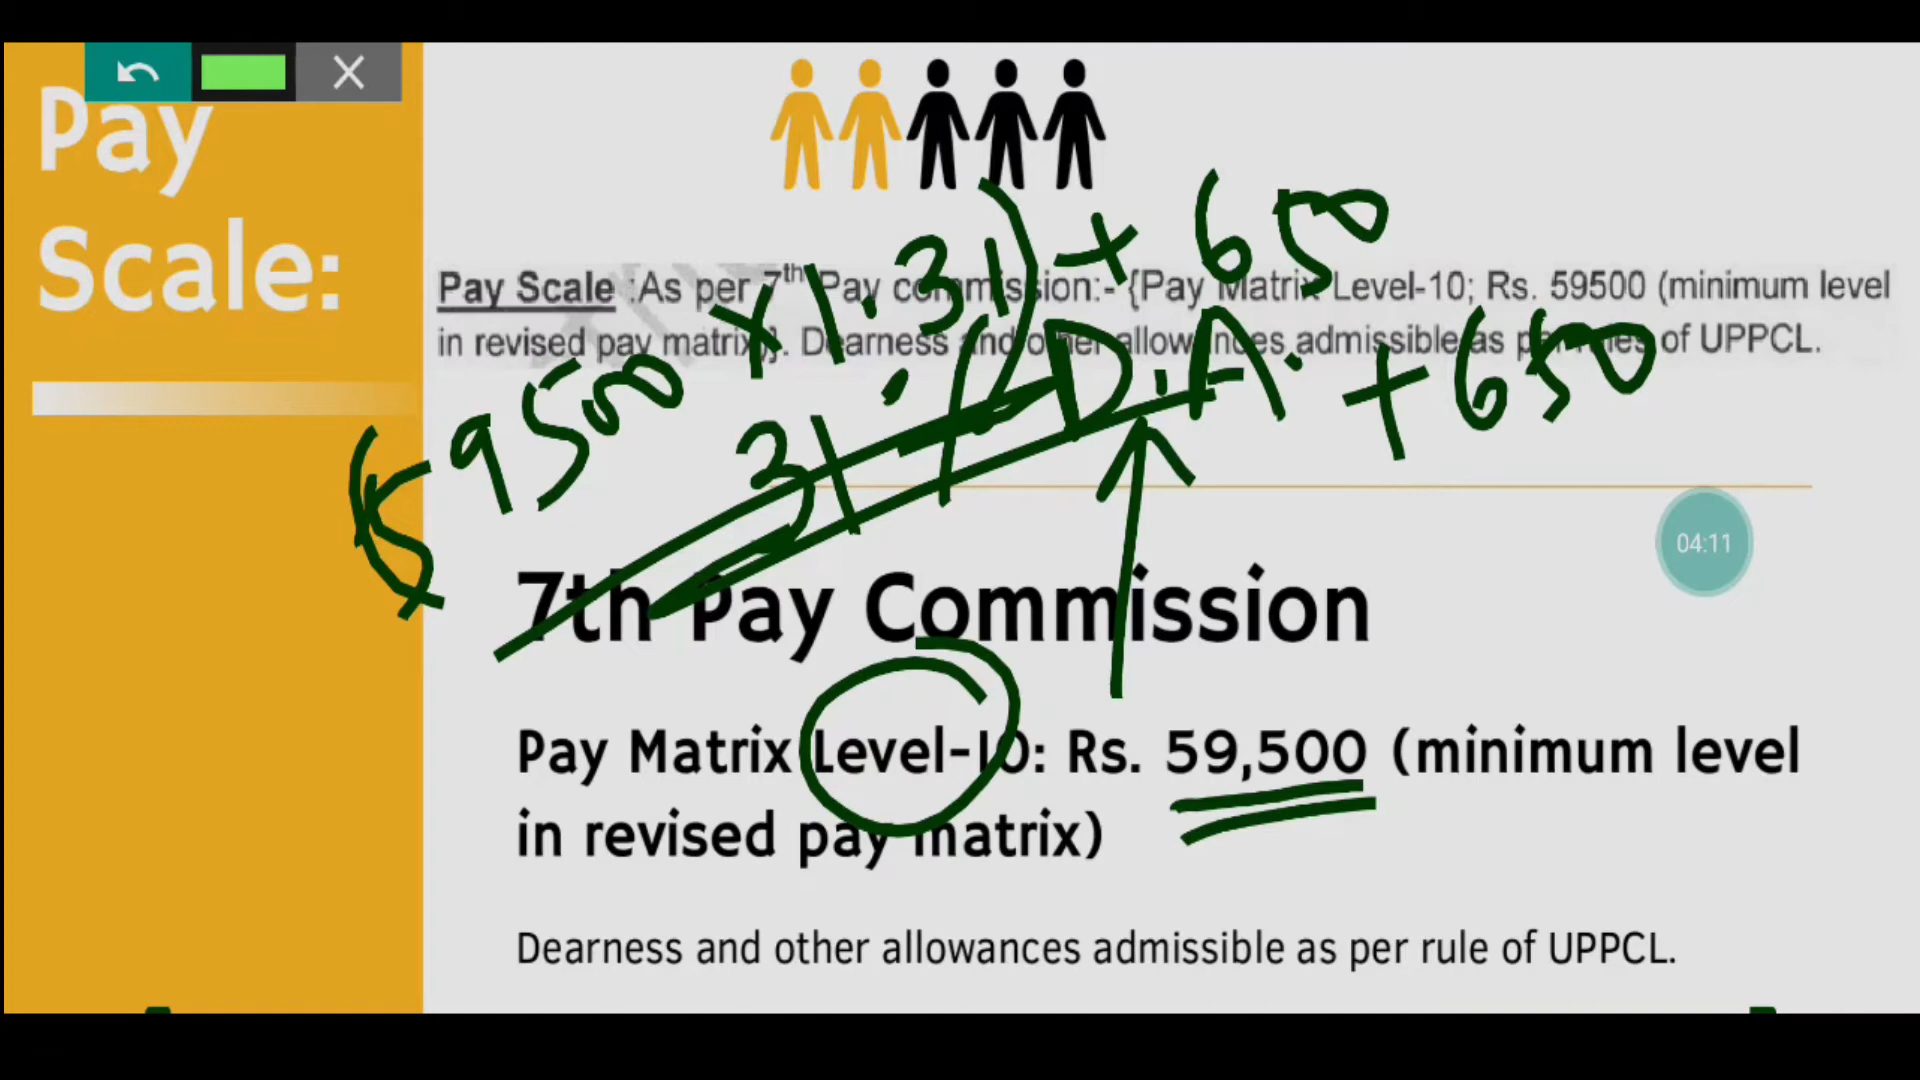 Pay
Scale:
Pay Scale :As per 7th Pay commission:- {Pay Matrix Level-10; Rs. 59500 (minimum level
in revised pay matrix)}. Dearness and other allowances admissible as per rules of UPPCL.
(59500 x 1.31) + 650
31 % D.A. + 650
04:11
7th Pay Commission
Pay Matrix Level-10: Rs. 59,500 (minimum level
in revised pay matrix)
Dearness and other allowances admissible as per rule of UPPCL.